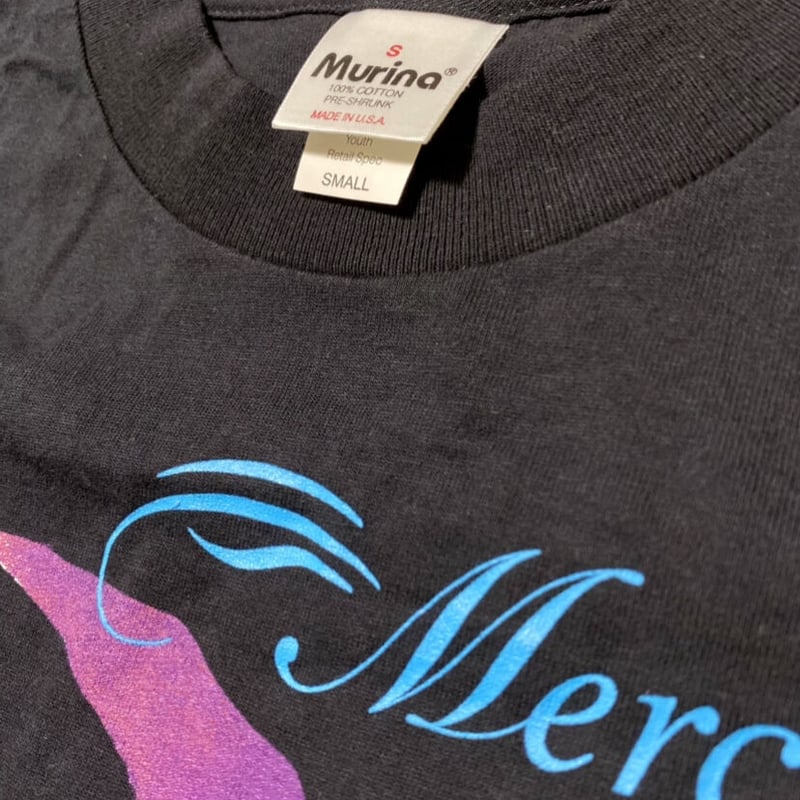 S
Murina®
100% COTTON
PRE-SHRUNK
MADE IN U.S.A.
Youth
Retail Spec
SMALL
Merc